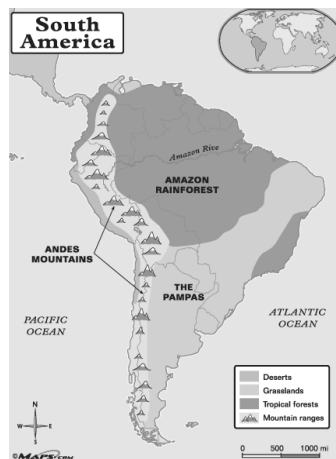 South
America
Amazon Rive
AMAZON
RAINFOREST
ANDES
MOUNTAINS
THE
PAMPAS
PACIFIC
OCEAN
ATLANTIC
OCEAN
Deserts
Grasslands
Tropical forests
Mountain ranges
N
W E
S
0 500 1000 mi
©MAPS.COM